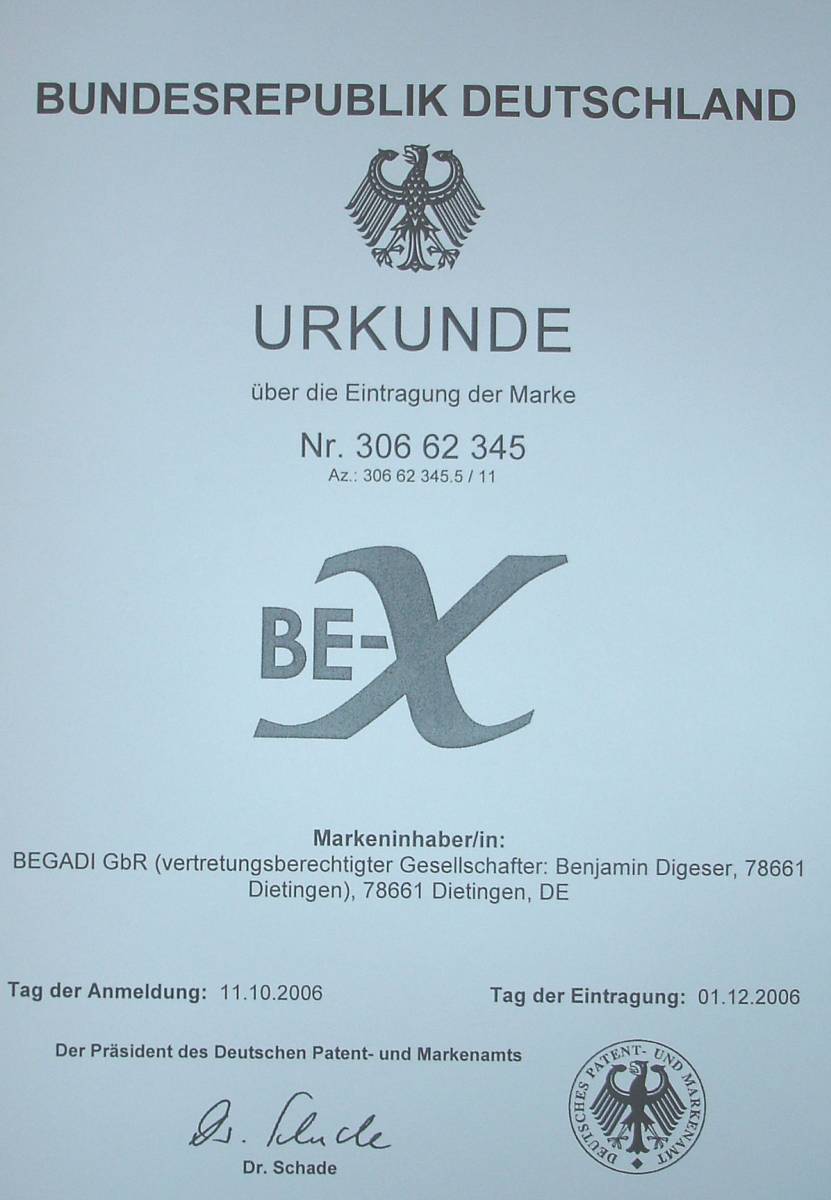 BUNDESREPUBLIK DEUTSCHLAND
URKUNDE
über die Eintragung der Marke
Nr. 306 62 345
Az.: 306 62 345.5 / 11
BE-X
Markeninhaber/in:
BEGADI GbR (vertretungsberechtigter Gesellschafter: Benjamin Digeser, 78661
Dietingen), 78661 Dietingen, DE
Tag der Anmeldung: 11.10.2006
Tag der Eintragung: 01.12.2006
Der Präsident des Deutschen Patent- und Markenamts
Dr. Schade
Dr. Schade
DEUTSCHES PATENT- UND MARKENAMT